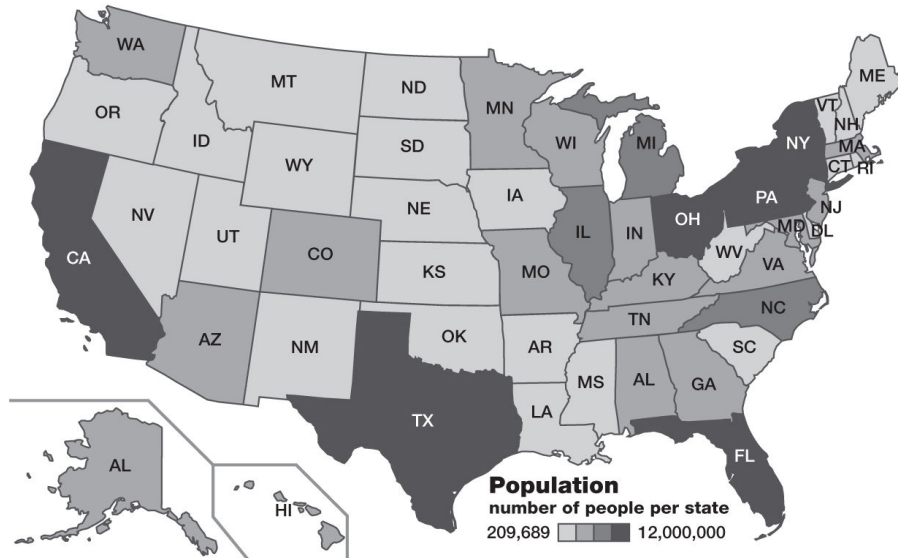 WA
MT
ND
MN
ME
VT
NH
OR
ID
SD
WI
MI
NY
MA
CT
RI
WY
IA
PA
NJ
NE
OH
MD
DL
NV
UT
IL
IN
CA
CO
WV
VA
KS
MO
KY
NC
TN
AZ
NM
OK
AR
SC
MS
AL
GA
LA
TX
FL
AL
HI
Population
number of people per state
209,689 12,000,000